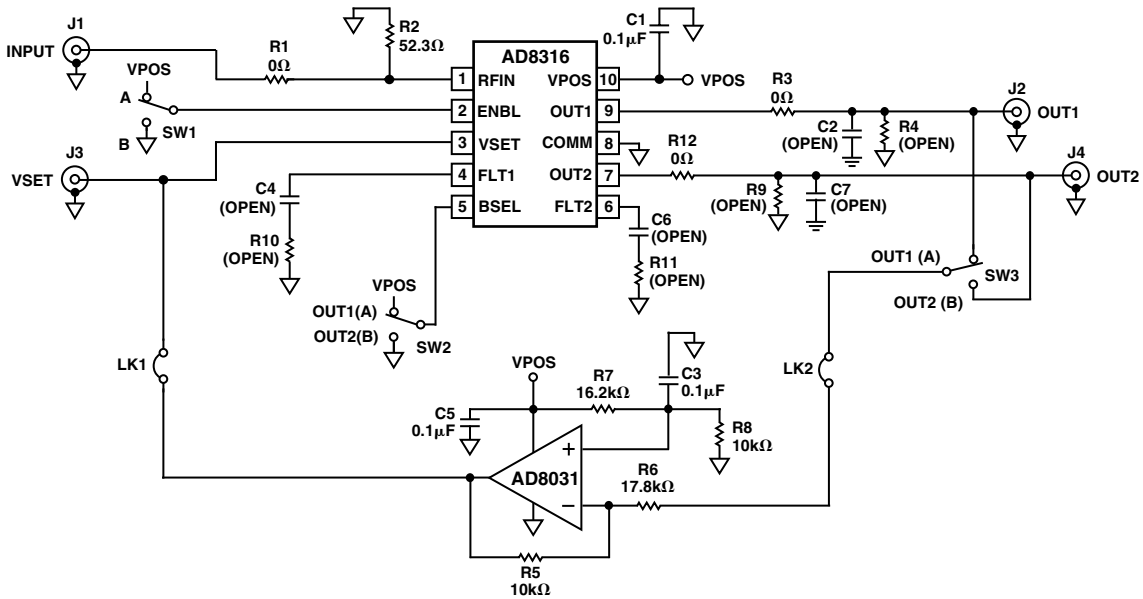 J1
INPUT
R1
0Ω
R2
52.3Ω
AD8316
C1
0.1μF
VPOS
R3
0Ω
J2
OUT1
VPOS
A
B
SW1
1 RFIN
2 ENBL
3 VSET
4 FLT1
5 BSEL
VPOS 10
OUT1 9
COMM 8
OUT2 7
FLT2 6
C2
(OPEN)
R4
(OPEN)
J3
VSET
R12
0Ω
J4
OUT2
R9
(OPEN)
C7
(OPEN)
C4
(OPEN)
R10
(OPEN)
C6
(OPEN)
R11
(OPEN)
OUT1 (A)
SW3
OUT2 (B)
VPOS
OUT1(A)
OUT2(B)
SW2
LK1
LK2
VPOS
C5
0.1μF
R7
16.2kΩ
C3
0.1μF
R8
10kΩ
+
AD8031
–
R6
17.8kΩ
R5
10kΩ